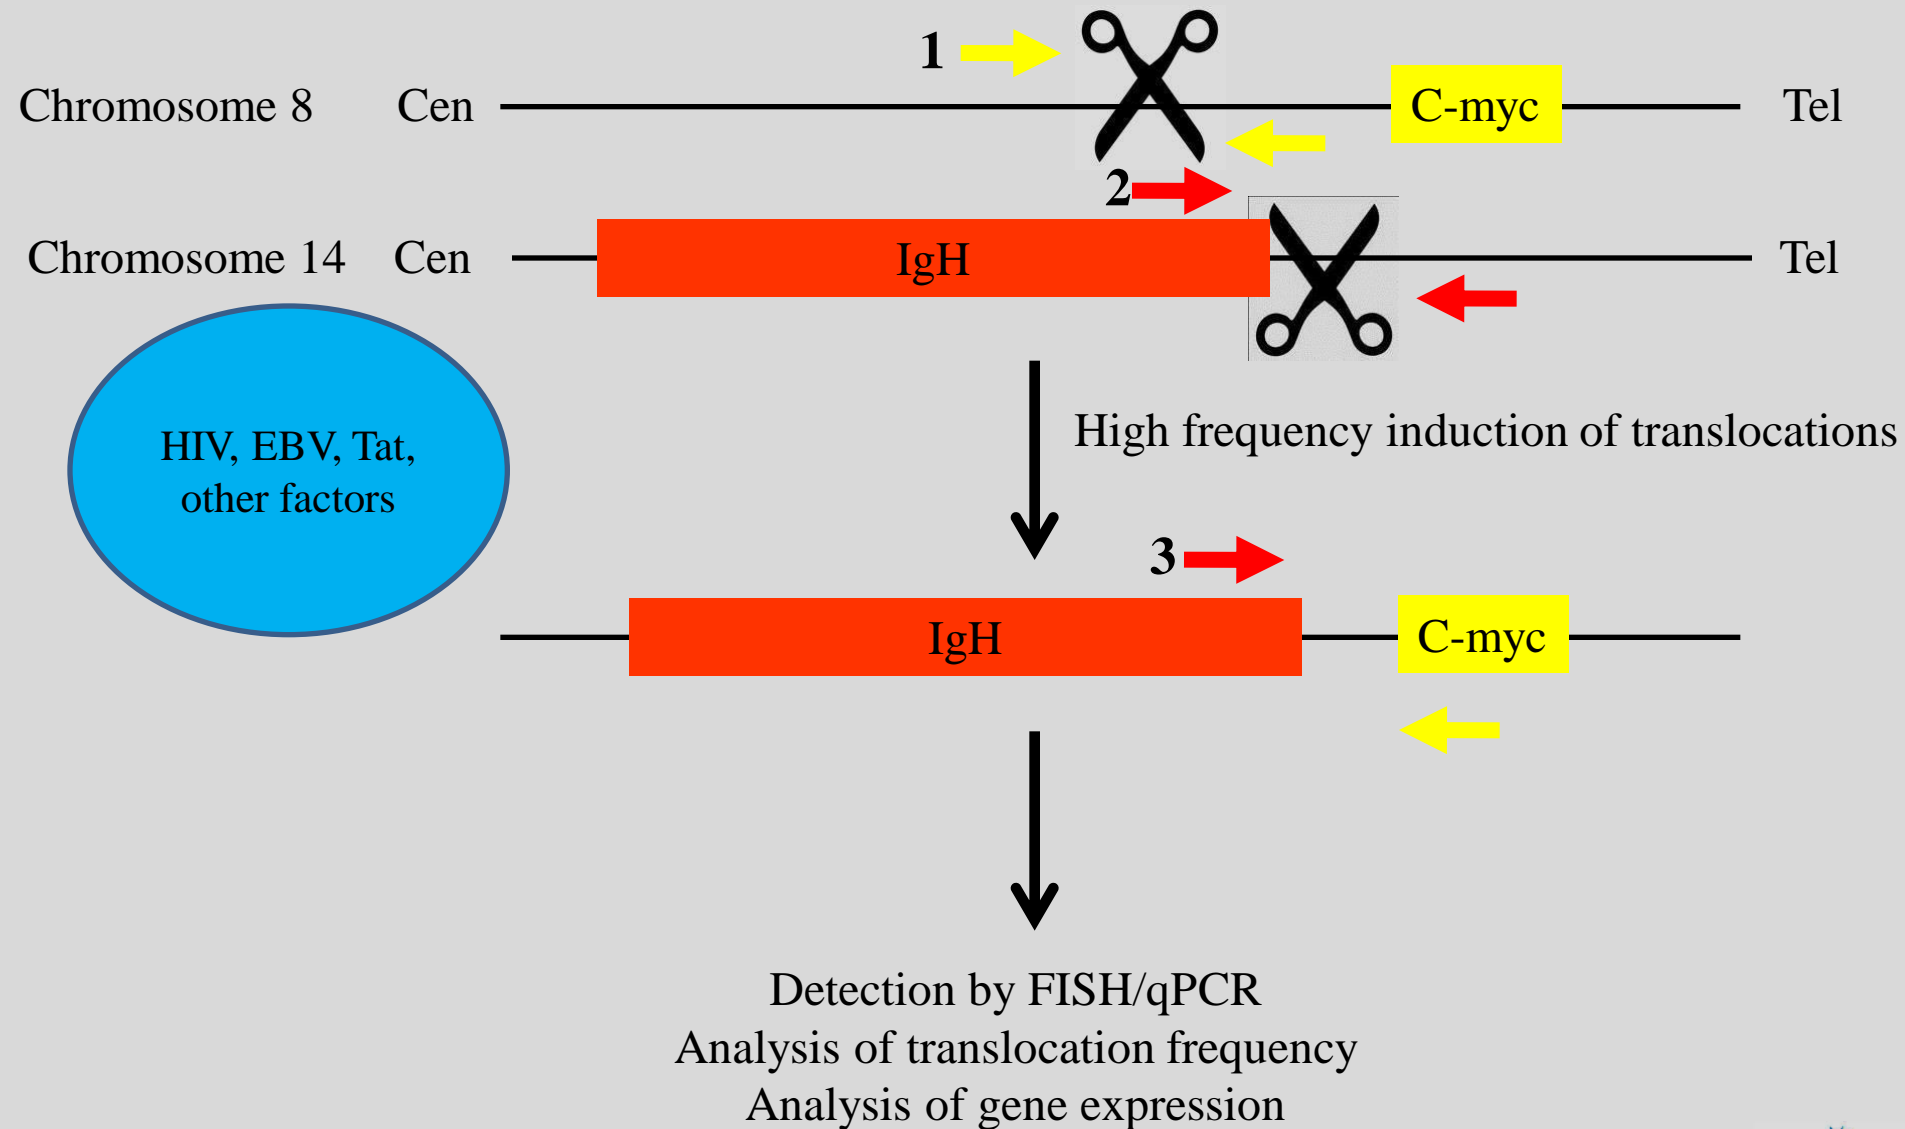 1
Chromosome 8 Cen C-myc Tel
2
Chromosome 14 Cen IgH Tel
HIV, EBV, Tat,
other factors
High frequency induction of translocations
3
IgH C-myc
Detection by FISH/qPCR
Analysis of translocation frequency
Analysis of gene expression